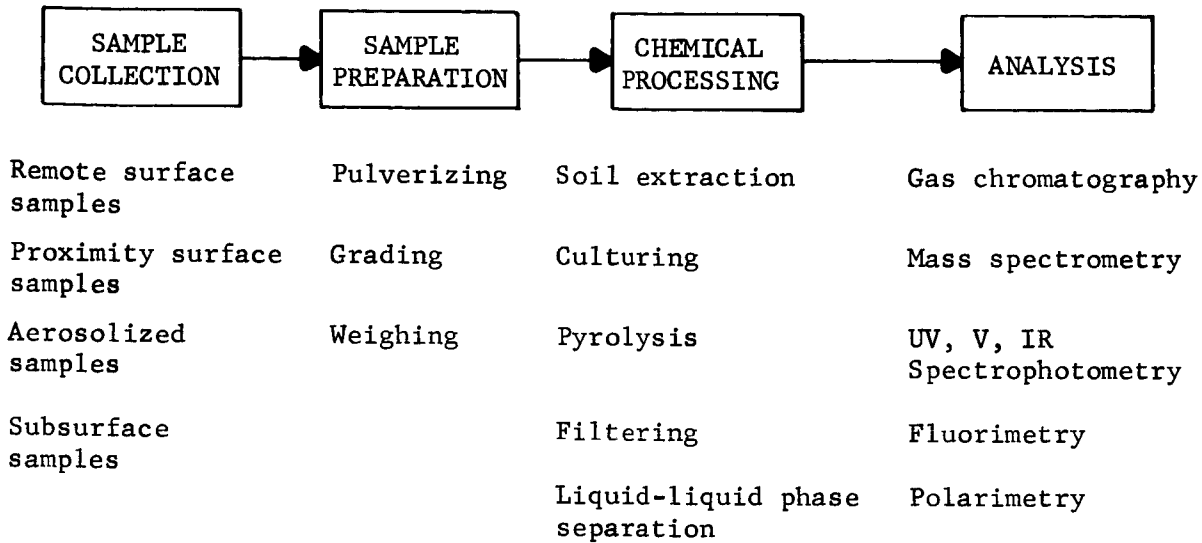 SAMPLE
COLLECTION
SAMPLE
PREPARATION
CHEMICAL
PROCESSING
ANALYSIS
Remote surface
samples
Pulverizing
Soil extraction
Gas chromatography
Proximity surface
samples
Grading
Culturing
Mass spectrometry
Aerosolized
samples
Weighing
Pyrolysis
UV, V, IR
Spectrophotometry
Subsurface
samples
Filtering
Fluorimetry
Liquid-liquid phase
separation
Polarimetry